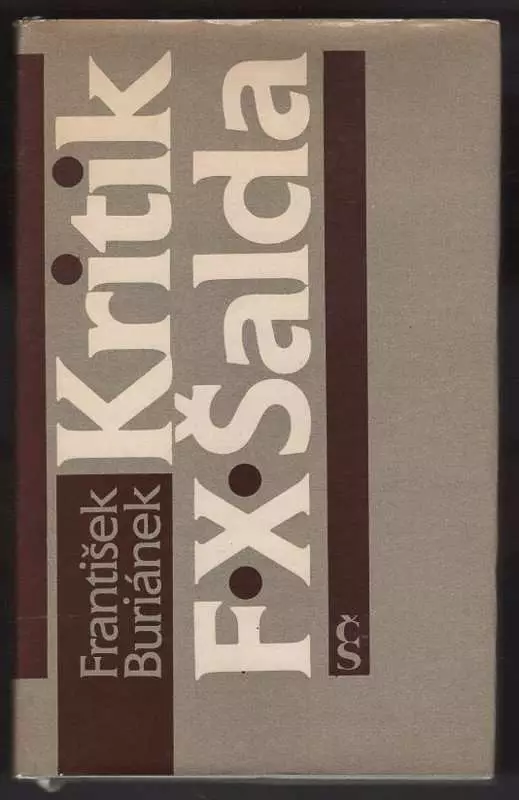 František
Buriánek
Kritik
F·X·Šalda
ČS